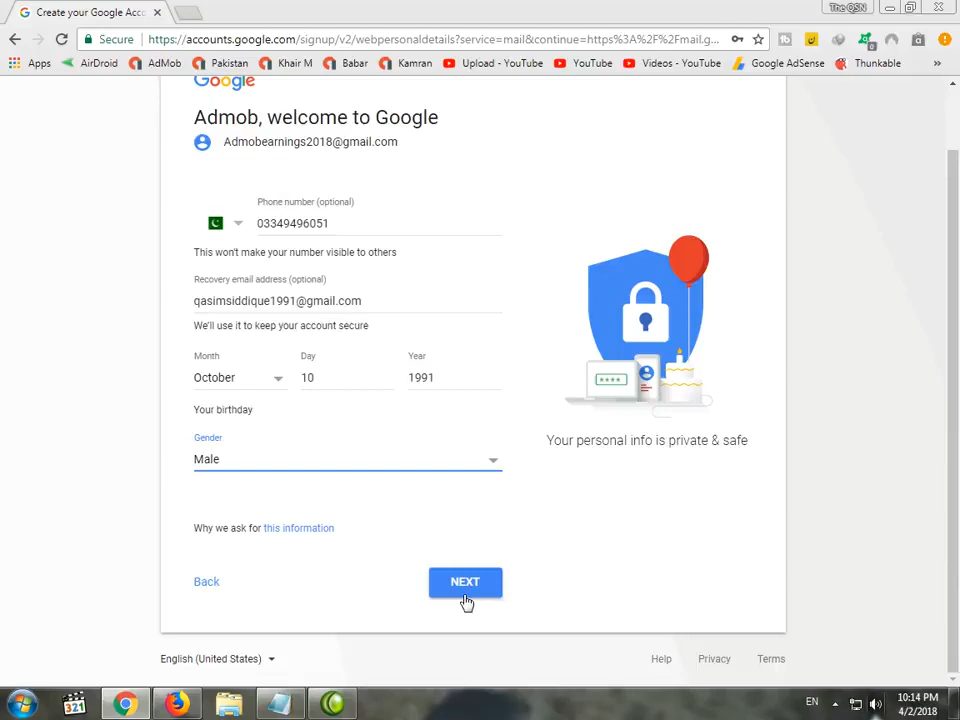 Create your Google Acc
The QSN
Secure
https://accounts.google.com/signup/v2/webpersonaldetails?service=mail&continue=https%3A%2F%2Fmail.g...
Apps
AirDroid
AdMob
Pakistan
Khair M
Babar
Kamran
Upload - YouTube
YouTube
Videos - YouTube
Google AdSense
Thunkable
»
Google
Admob, welcome to Google
Admobearnings2018@gmail.com
Phone number (optional)
03349496051
This won't make your number visible to others
Recovery email address (optional)
qasimsiddique1991@gmail.com
We'll use it to keep your account secure
Month
Day
Year
October
10
1991
Your birthday
Gender
Male
****
Your personal info is private & safe
Why we ask for this information
Back
NEXT
English (United States)
Help
Privacy
Terms
321
EN
10:14 PM
4/2/2018